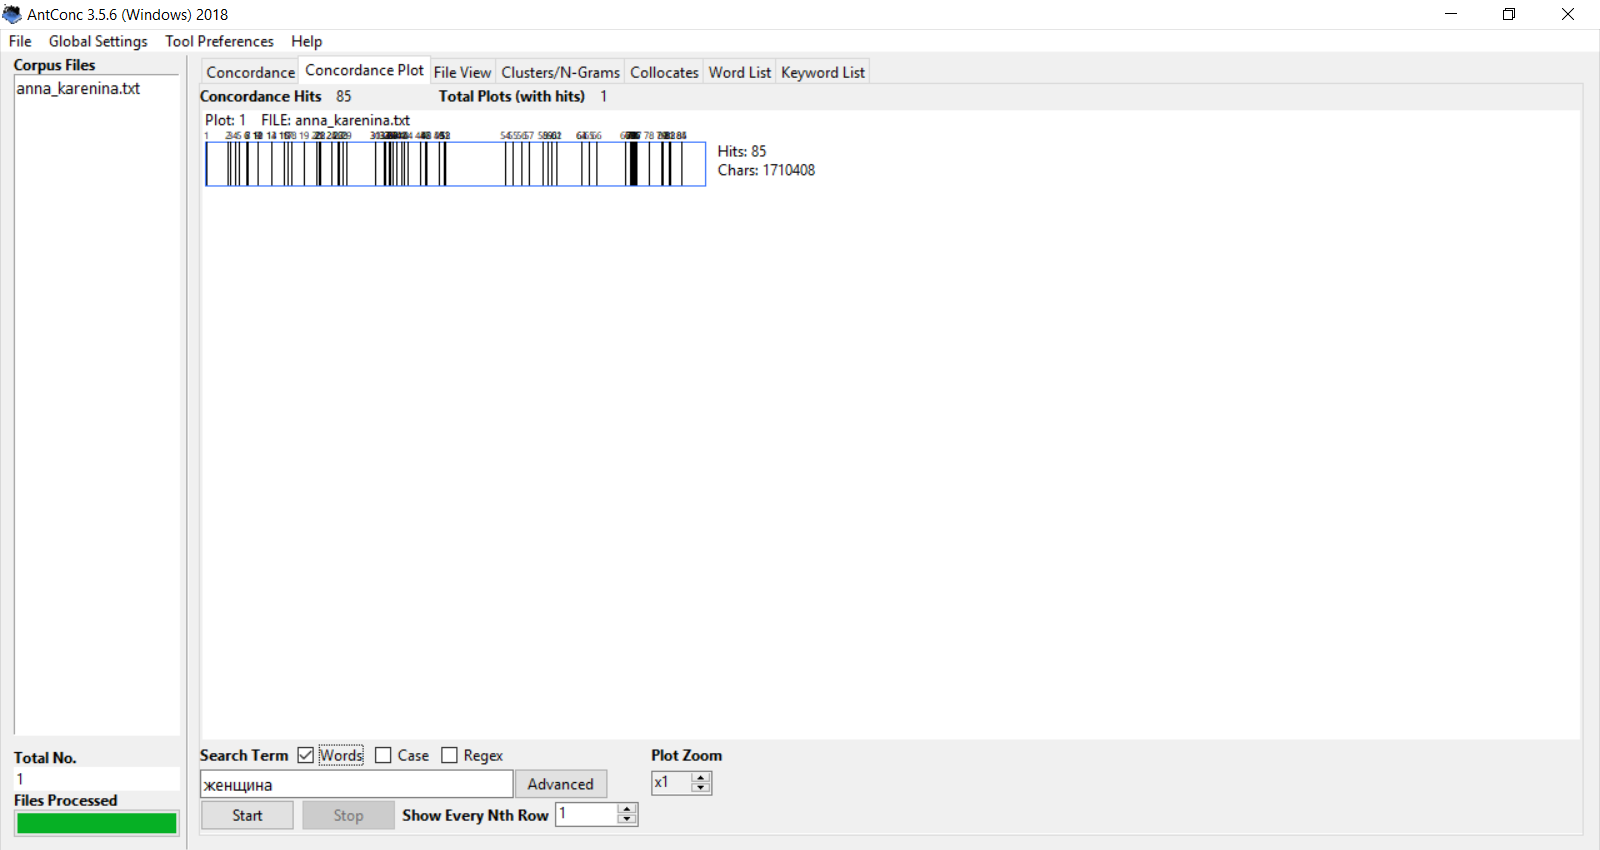 AntConc 3.5.6 (Windows) 2018
File Global Settings Tool Preferences Help
Corpus Files
anna_karenina.txt
Concordance Concordance Plot File View Clusters/N-Grams Collocates Word List Keyword List
Concordance Hits 85 Total Plots (with hits) 1
Plot: 1 FILE: anna_karenina.txt
Hits: 85
Chars: 1710408
Total No.
1
Files Processed
Search Term Words Case Regex Plot Zoom
женщина Advanced x1
Start Stop Show Every Nth Row 1